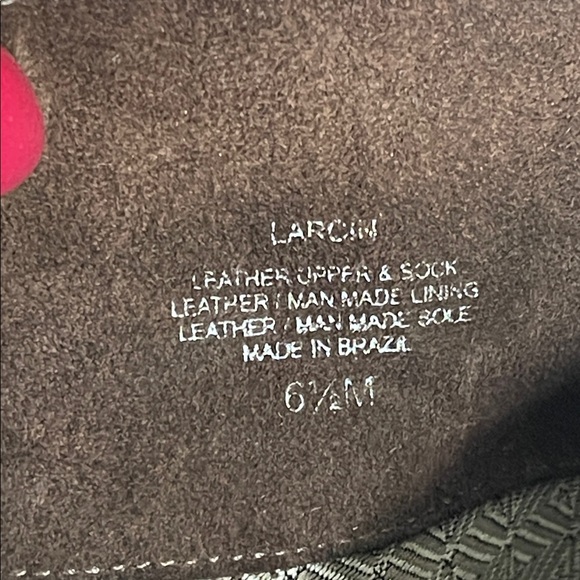 LARCIN
LEATHER UPPER & SOCK
LEATHER / MAN MADE LINING
LEATHER / MAN MADE SOLE
MADE IN BRAZIL
6½M